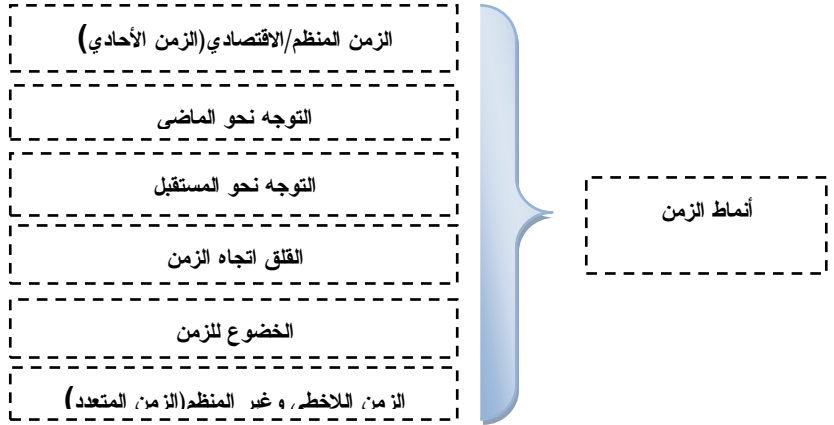 الزمن المنظم/الاقتصادي(الزمن الأحادي)
التوجه نحو الماضى
التوجه نحو المستقبل
القلق اتجاه الزمن
الخضوع للزمن
الزمن اللاخطي وغير المنظم(الزمن المتعدد)
أنماط الزمن